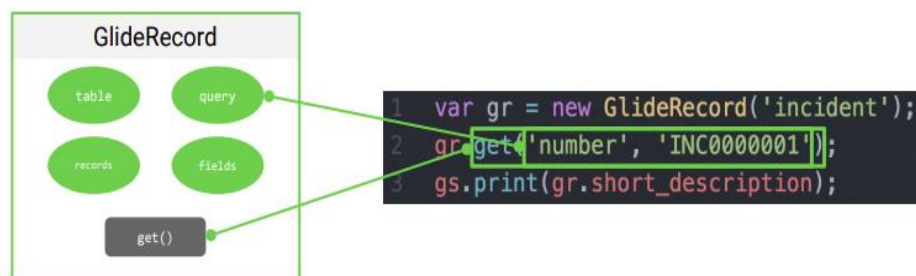 GlideRecord
table
query
records
fields
get()
1 var gr = new GlideRecord('incident');
2 gr.get('number', 'INC0000001');
3 gs.print(gr.short_description);